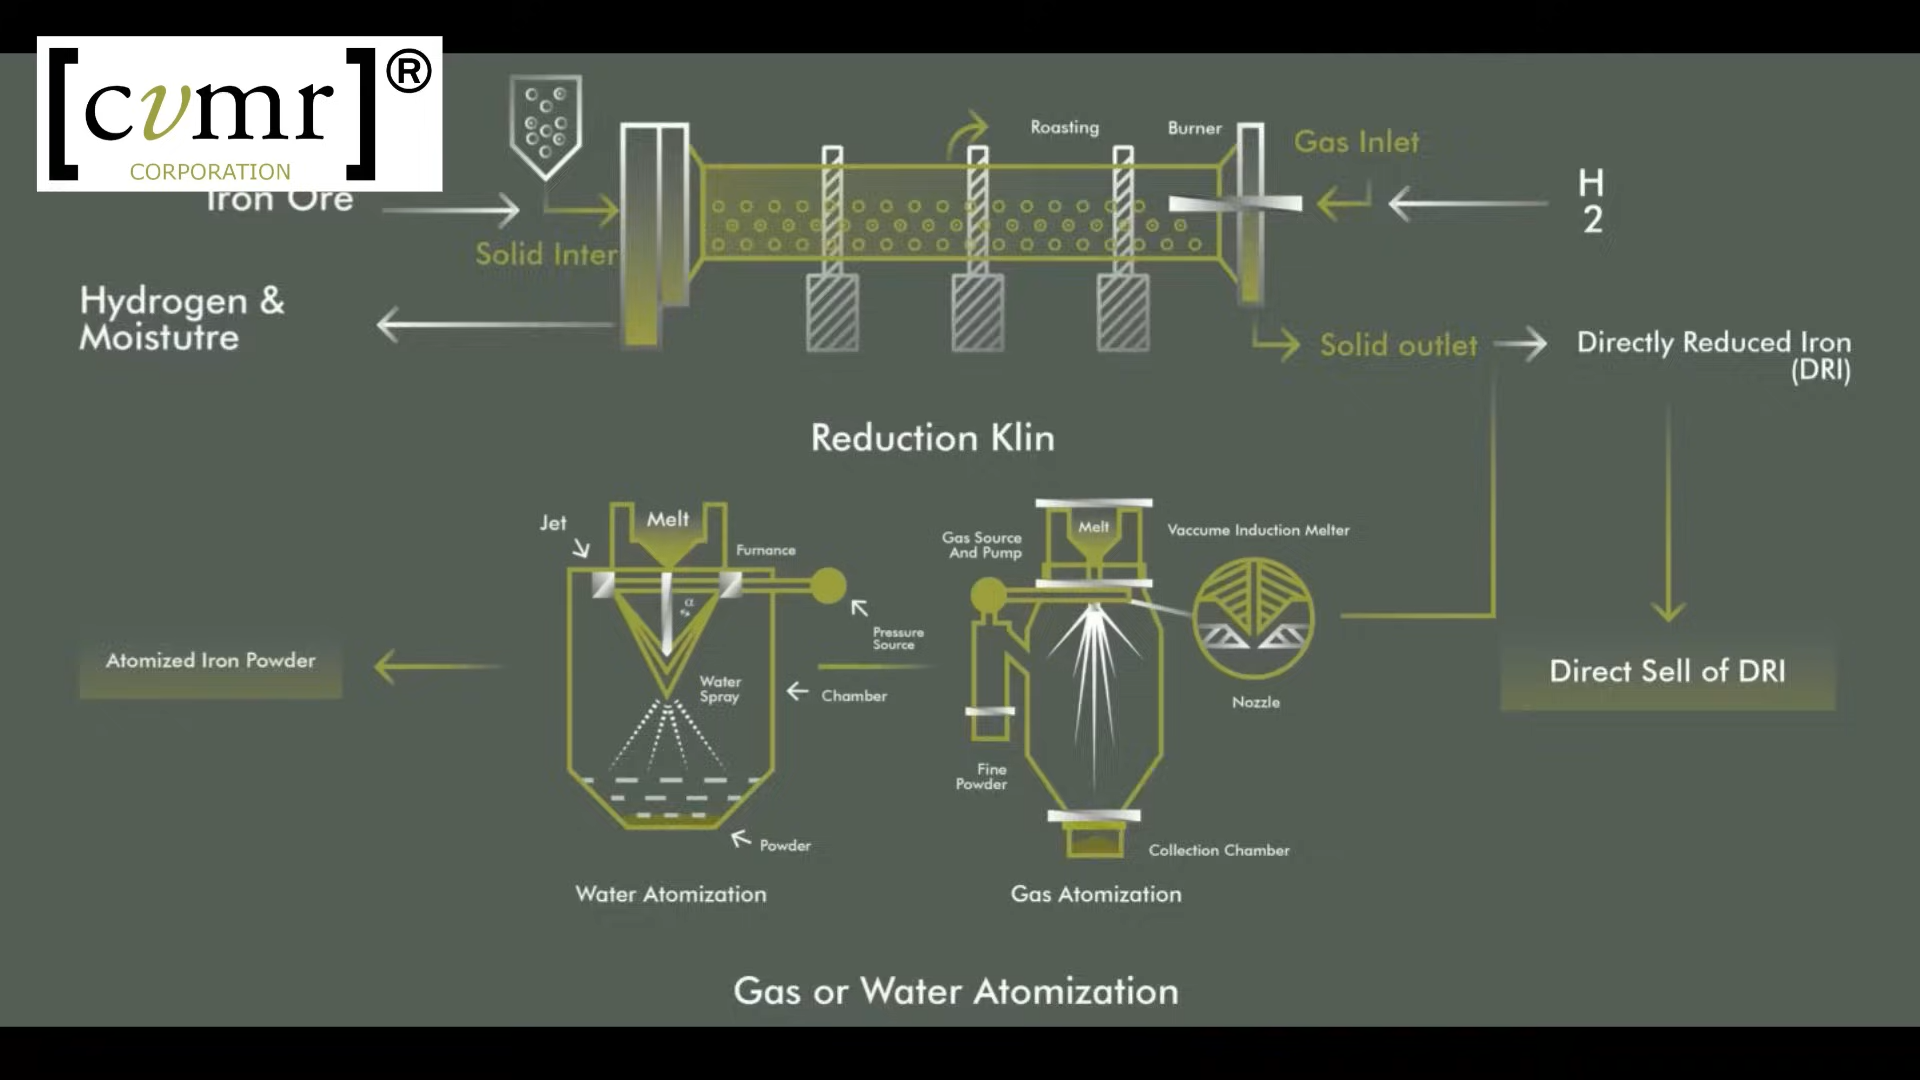 [cvmr]®
CORPORATION
Iron Ore
Solid Inter
Roasting
Burner
Gas Inlet
H
2
Hydrogen &
Moistutre
Solid outlet
Directly Reduced Iron
(DRI)
Reduction Klin
Jet
Melt
Furnance
α
Pressure
Source
Water
Spray
Chamber
Powder
Water Atomization
Gas Source
And Pump
Melt
Vaccume Induction Melter
Nozzle
Fine
Powder
Collection Chamber
Gas Atomization
Atomized Iron Powder
Direct Sell of DRI
Gas or Water Atomization